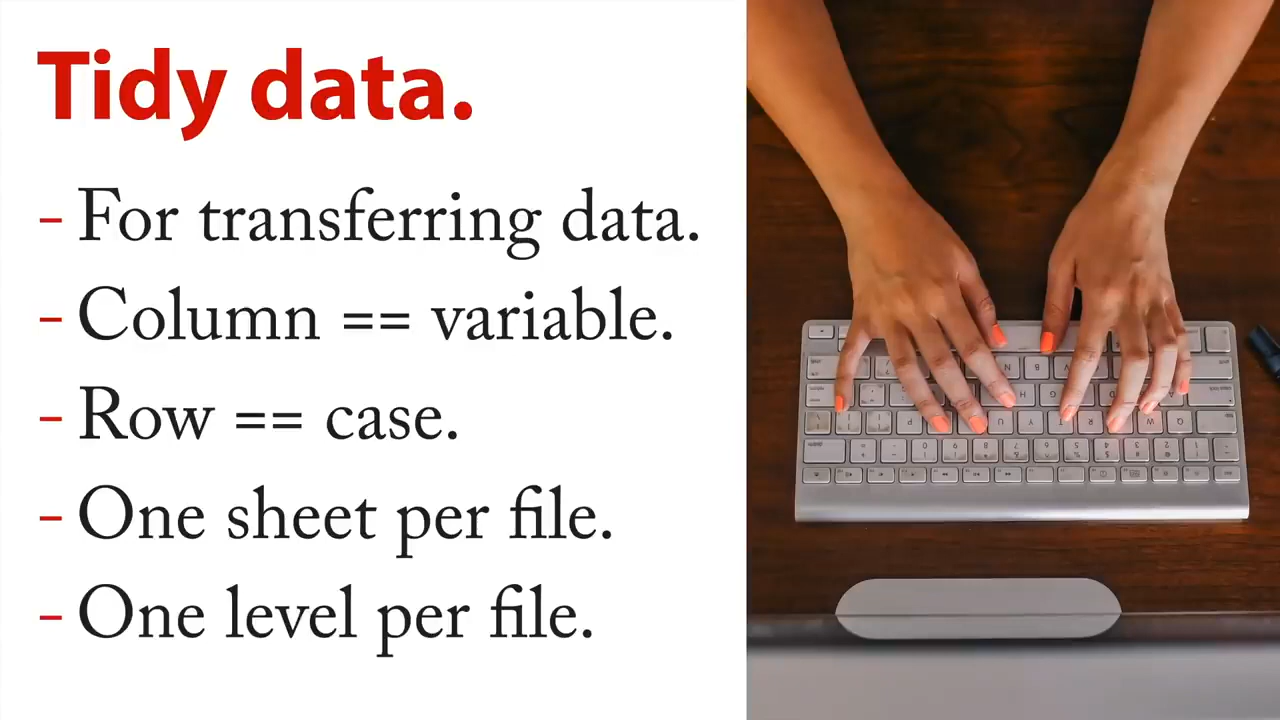 Tidy data.
- For transferring data.
- Column == variable.
- Row == case.
- One sheet per file.
- One level per file.